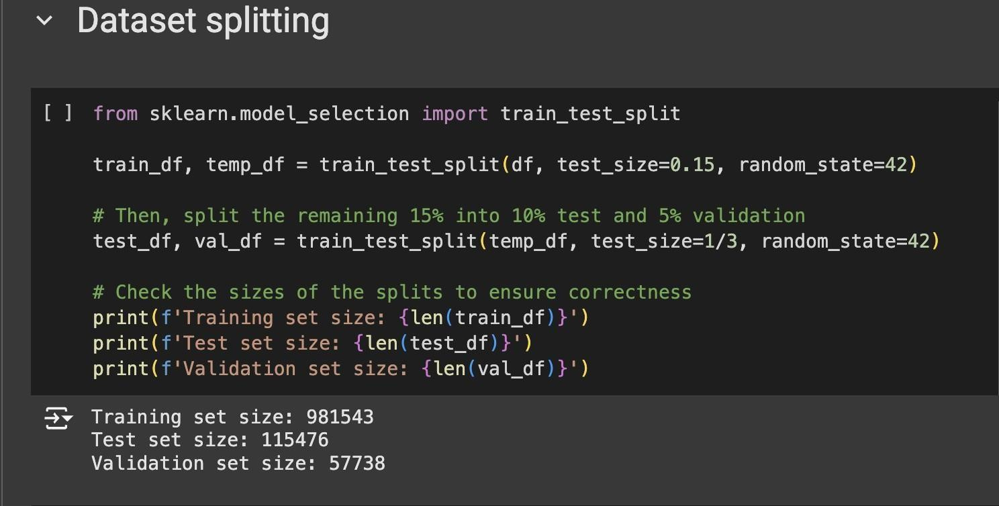 Dataset splitting
[ ] from sklearn.model_selection import train_test_split
train_df, temp_df = train_test_split(df, test_size=0.15, random_state=42)
# Then, split the remaining 15% into 10% test and 5% validation
test_df, val_df = train_test_split(temp_df, test_size=1/3, random_state=42)
# Check the sizes of the splits to ensure correctness
print(f'Training set size: {len(train_df)}')
print(f'Test set size: {len(test_df)}')
print(f'Validation set size: {len(val_df)}')
Training set size: 981543
Test set size: 115476
Validation set size: 57738